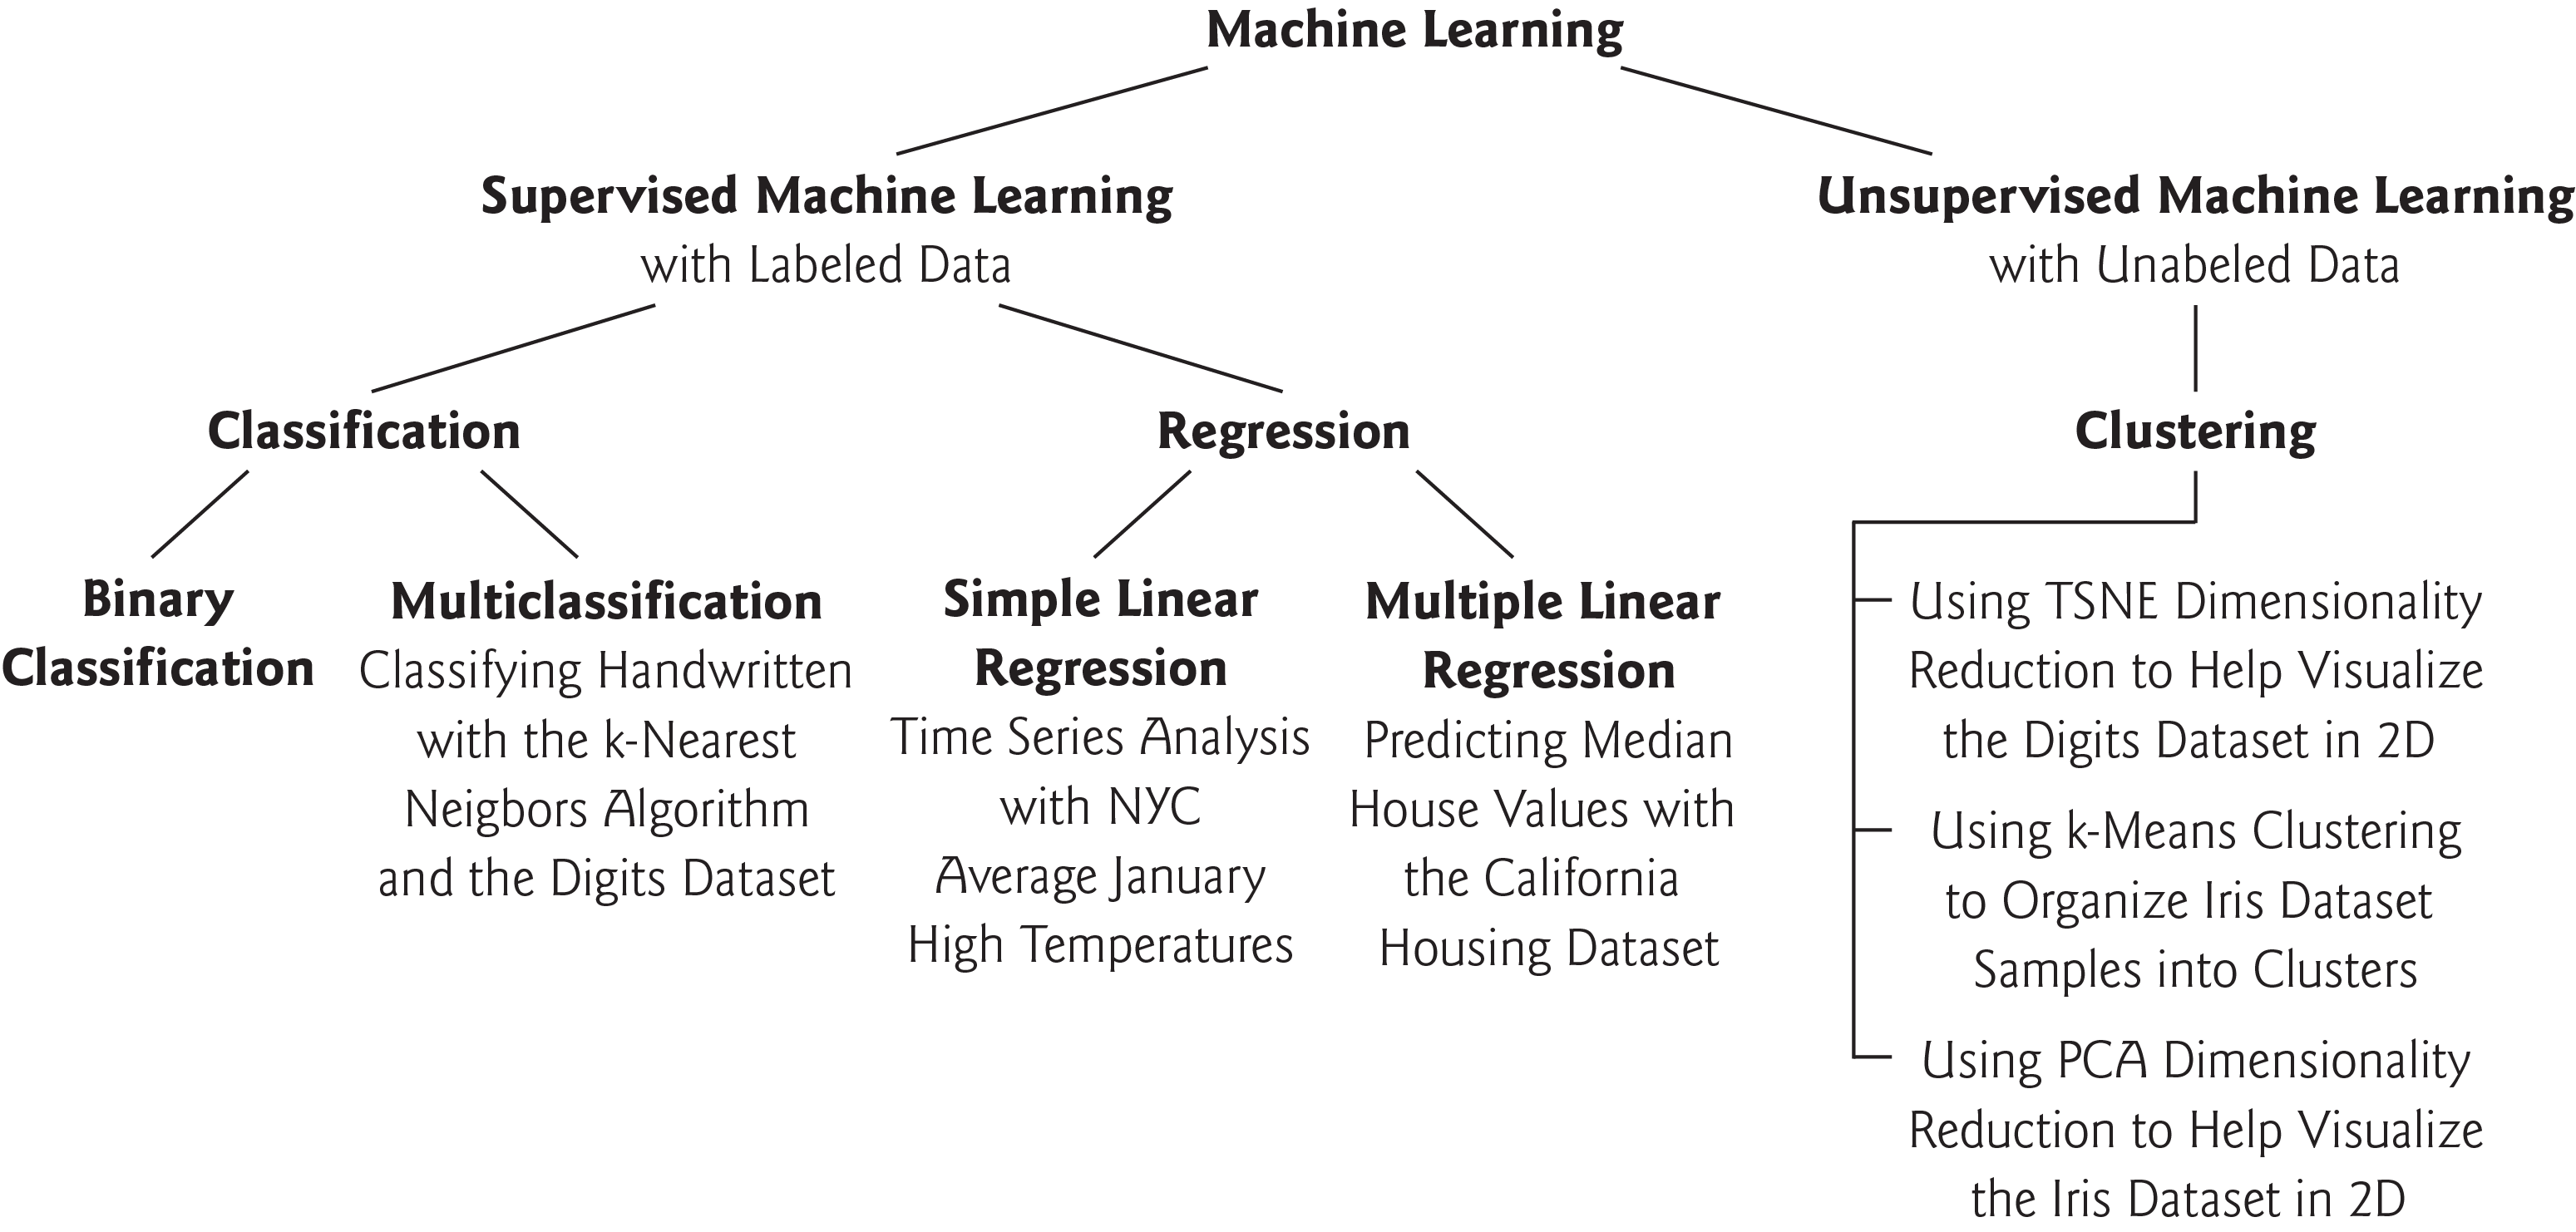 Machine Learning
Supervised Machine Learning
with Labeled Data
Unsupervised Machine Learning
with Unabeled Data
Classification
Regression
Clustering
Binary
Classification
Multiclassification
Classifying Handwritten
with the k-Nearest
Neigbors Algorithm
and the Digits Dataset
Simple Linear
Regression
Time Series Analysis
with NYC
Average January
High Temperatures
Multiple Linear
Regression
Predicting Median
House Values with
the California
Housing Dataset
Using TSNE Dimensionality
Reduction to Help Visualize
the Digits Dataset in 2D
Using k-Means Clustering
to Organize Iris Dataset
Samples into Clusters
Using PCA Dimensionality
Reduction to Help Visualize
the Iris Dataset in 2D